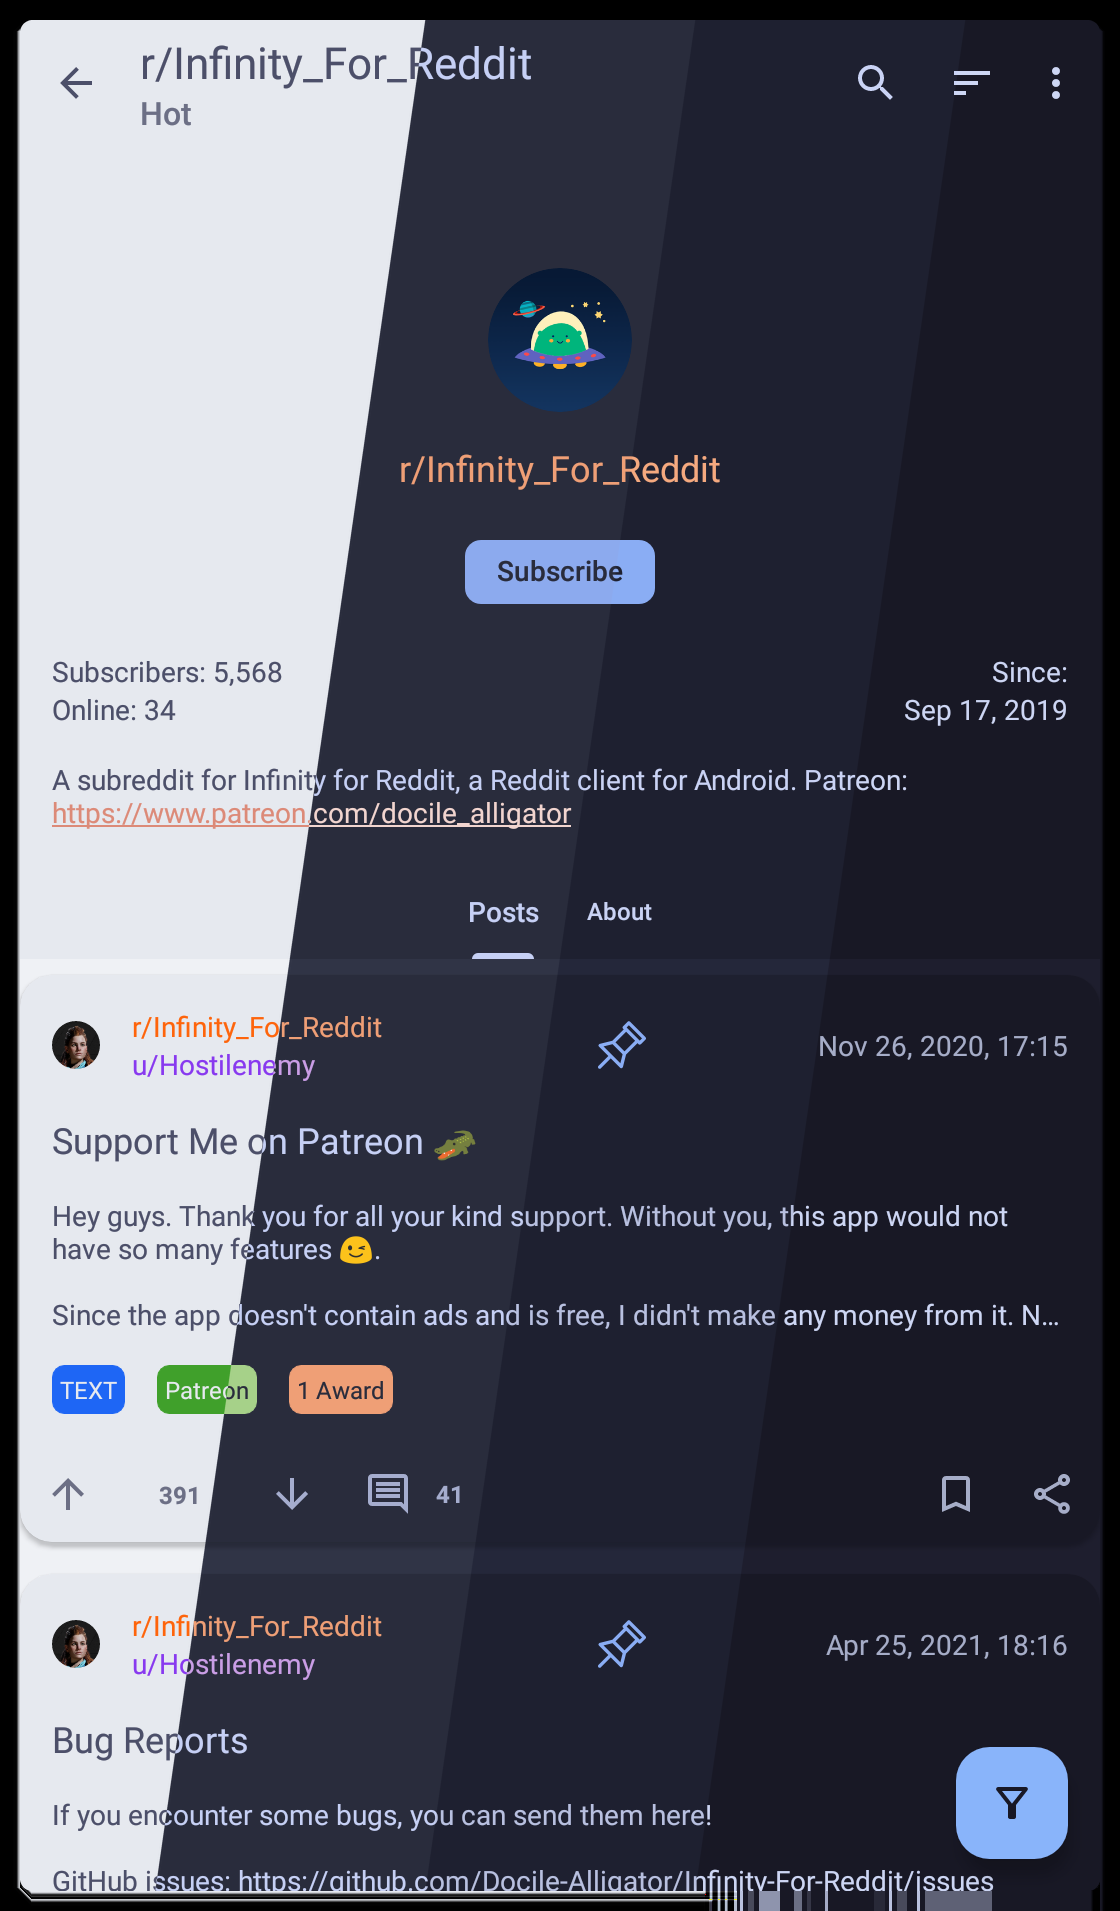 r/Infinity_For_Reddit
Hot
r/Infinity_For_Reddit
Subscribe
Subscribers: 5,568
Since:
Online: 34
Sep 17, 2019
A subreddit for Infinity for Reddit, a Reddit client for Android. Patreon:
https://www.patreon.com/docile_alligator
Posts
About
r/Infinity_For_Reddit
u/Hostilenemy
Nov 26, 2020, 17:15
Support Me on Patreon 🐊
Hey guys. Thank you for all your kind support. Without you, this app would not
have so many features 😉.
Since the app doesn't contain ads and is free, I didn't make any money from it. N…
TEXT
Patreon
1 Award
391
41
r/Infinity_For_Reddit
u/Hostilenemy
Apr 25, 2021, 18:16
Bug Reports
If you encounter some bugs, you can send them here!
GitHub issues: https://github.com/Docile-Alligator/Infinity-For-Reddit/issues